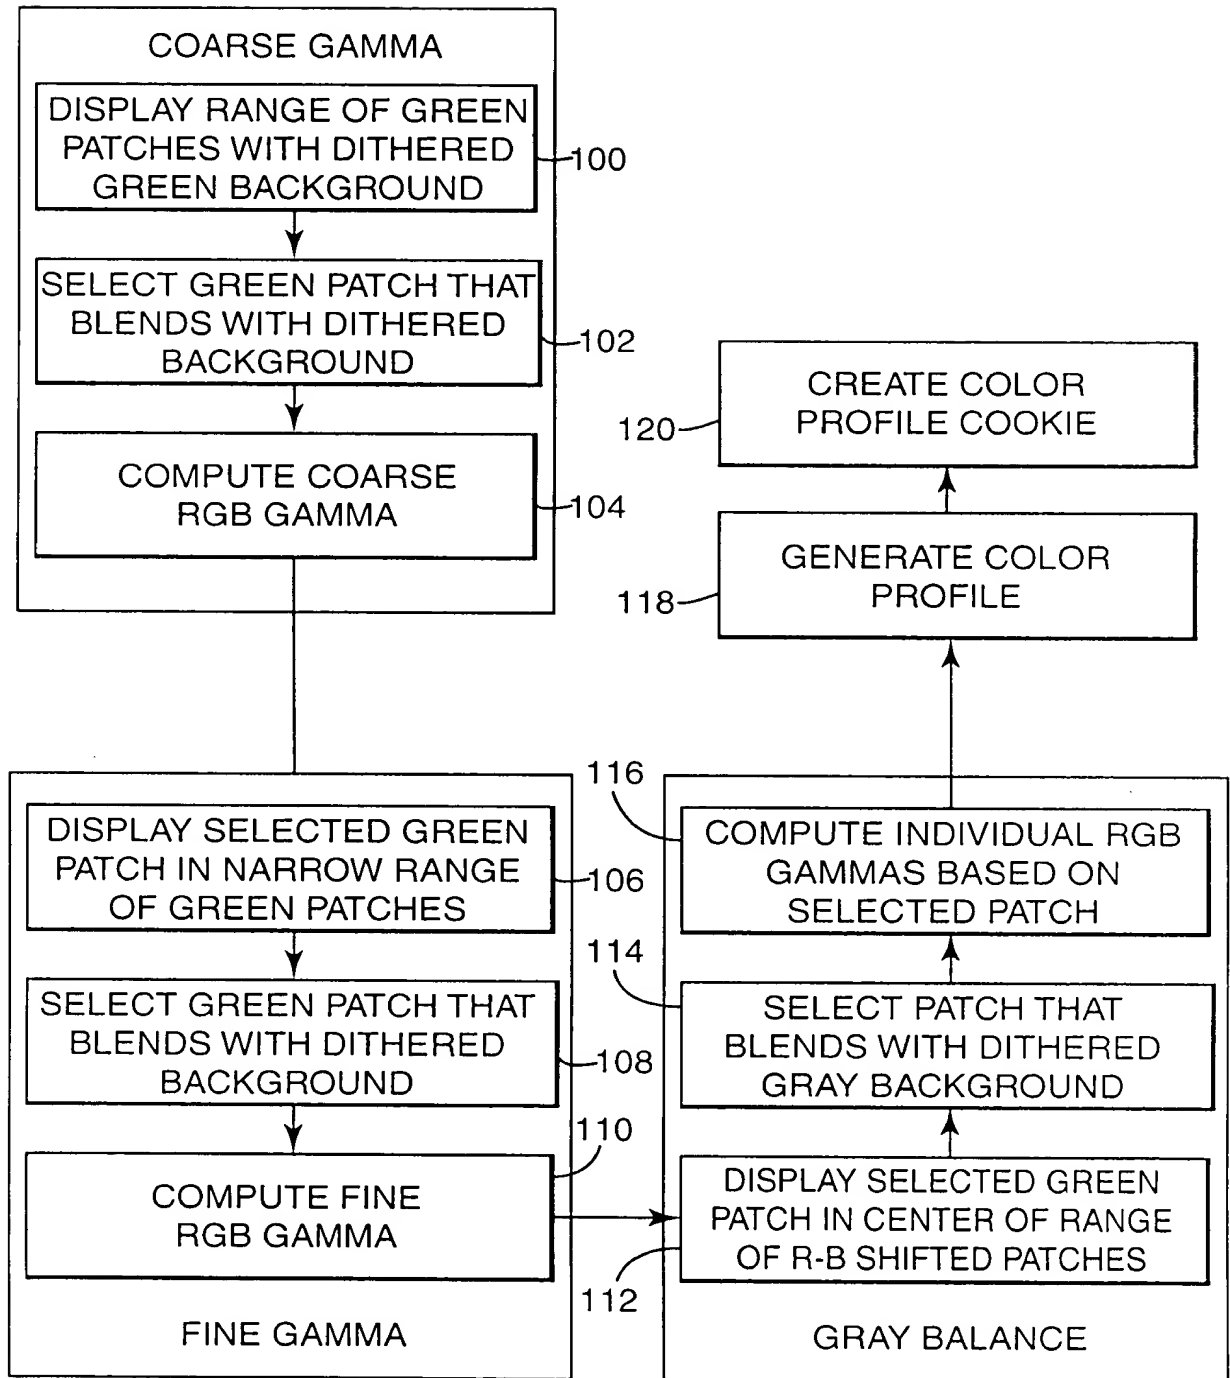 COARSE GAMMA
DISPLAY RANGE OF GREEN
PATCHES WITH DITHERED
GREEN BACKGROUND
100
SELECT GREEN PATCH THAT
BLENDS WITH DITHERED
BACKGROUND
102
COMPUTE COARSE
RGB GAMMA
104
DISPLAY SELECTED GREEN
PATCH IN NARROW RANGE
OF GREEN PATCHES
106
SELECT GREEN PATCH THAT
BLENDS WITH DITHERED
BACKGROUND
108
COMPUTE FINE
RGB GAMMA
110
FINE GAMMA
DISPLAY SELECTED GREEN
PATCH IN CENTER OF RANGE
OF R-B SHIFTED PATCHES
112
SELECT PATCH THAT
BLENDS WITH DITHERED
GRAY BACKGROUND
114
COMPUTE INDIVIDUAL RGB
GAMMAS BASED ON
SELECTED PATCH
116
GRAY BALANCE
GENERATE COLOR
PROFILE
118
CREATE COLOR
PROFILE COOKIE
120